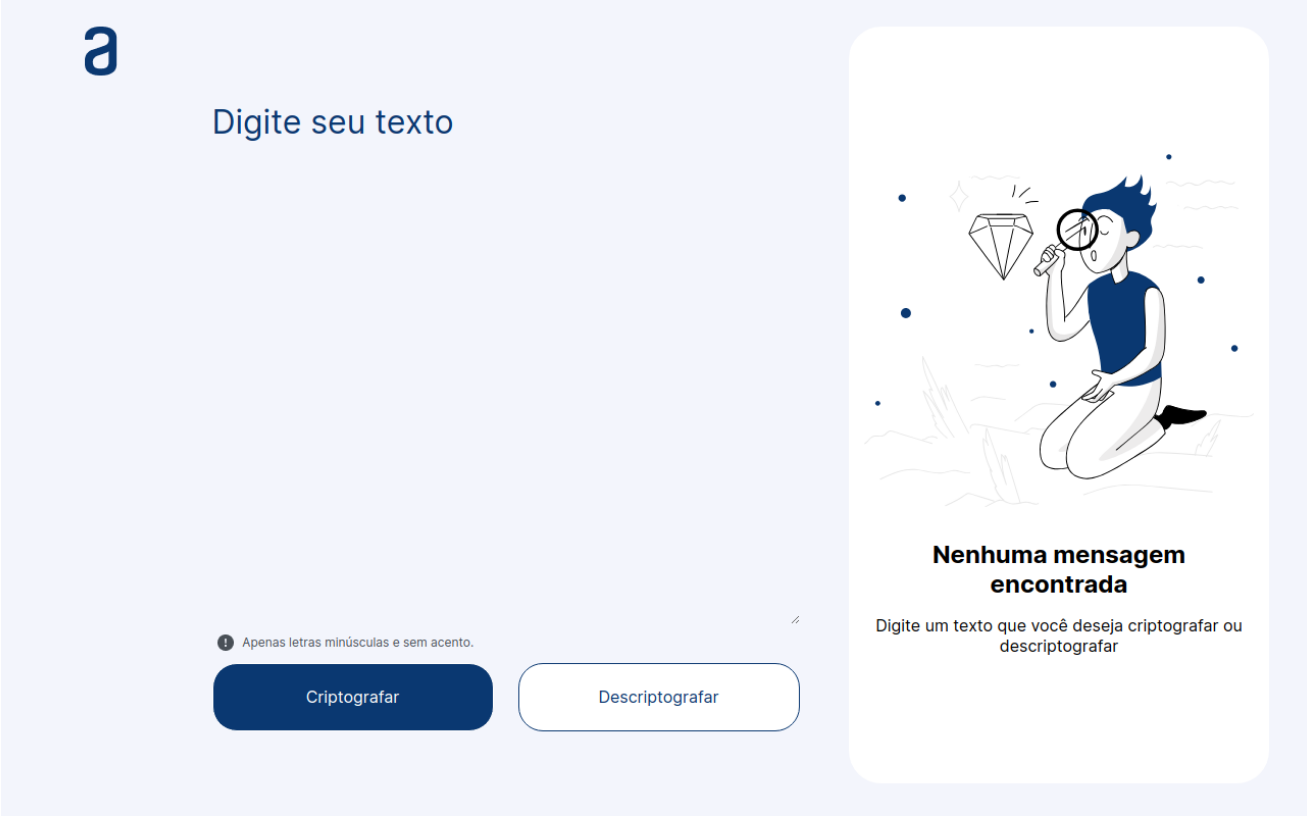 a
Digite seu texto
Apenas letras minúsculas e sem acento.
Criptografar
Descriptografar
Nenhuma mensagem
encontrada
Digite um texto que você deseja criptografar ou
descriptografar